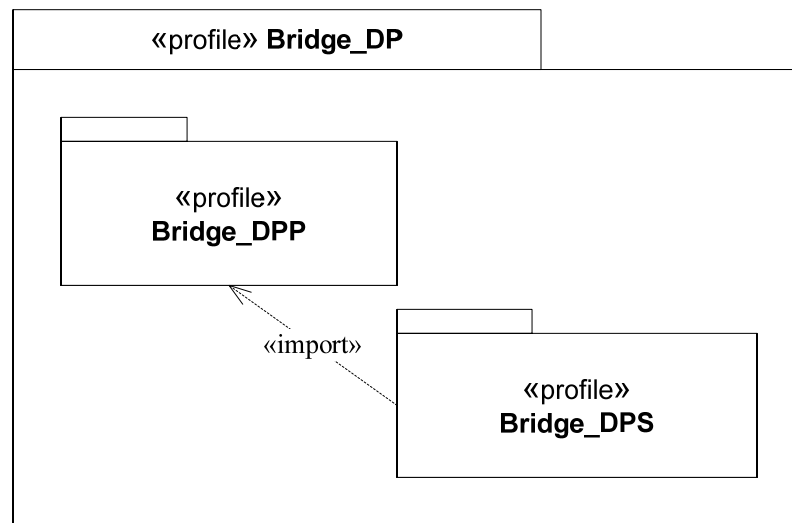 «profile» Bridge_DP
«profile»
Bridge_DPP
«import»
«profile»
Bridge_DPS